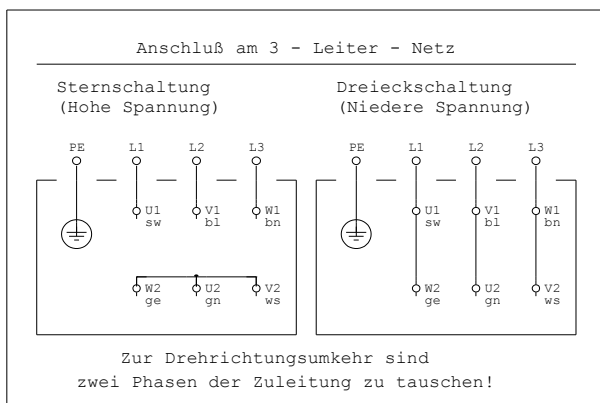 Anschluß am 3 - Leiter - Netz
Sternschaltung
(Hohe Spannung)
Dreieckschaltung
(Niedere Spannung)
PE L1 L2 L3
PE L1 L2 L3
U1 V1 W1
sw bl bn
U1 V1 W1
sw bl bn
W2 U2 V2
ge gn ws
W2 U2 V2
ge gn ws
Zur Drehrichtungsumkehr sind
zwei Phasen der Zuleitung zu tauschen!